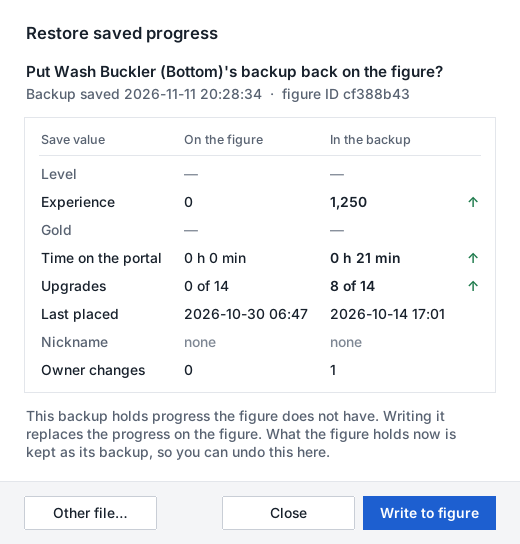 Restore saved progress
Put Wash Buckler (Bottom)'s backup back on the figure?
Backup saved 2026-11-11 20:28:34 · figure ID cf388b43
Save value On the figure In the backup
Level — —
Experience 0 1,250 ↑
Gold — —
Time on the portal 0 h 0 min 0 h 21 min ↑
Upgrades 0 of 14 8 of 14 ↑
Last placed 2026-10-30 06:47 2026-10-14 17:01
Nickname none none
Owner changes 0 1
This backup holds progress the figure does not have. Writing it
replaces the progress on the figure. What the figure holds now is
kept as its backup, so you can undo this here.
Other file... Close Write to figure